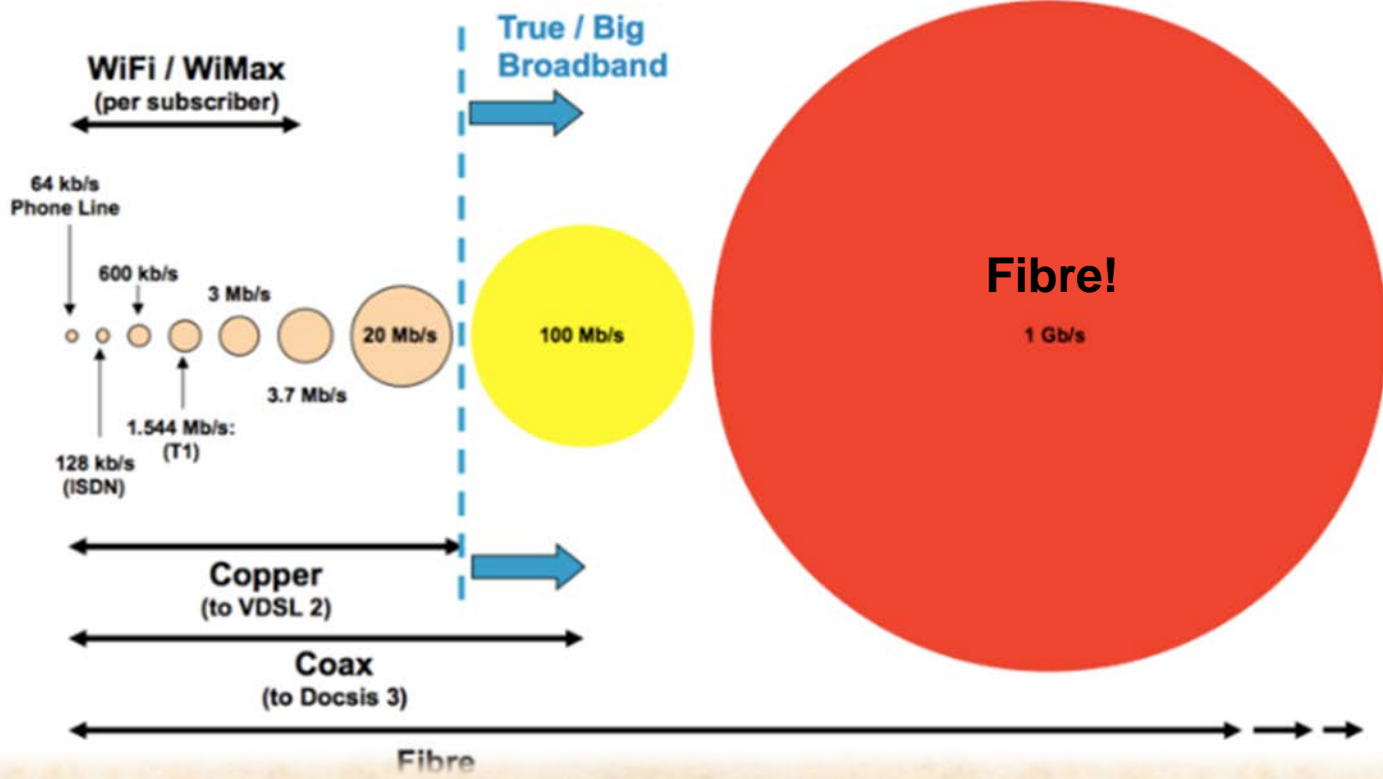 True / Big
Broadband
WiFi / WiMax
(per subscriber)
64 kb/s
Phone Line
600 kb/s
3 Mb/s
20 Mb/s
100 Mb/s
Fibre!
1 Gb/s
3.7 Mb/s
1.544 Mb/s:
(T1)
128 kb/s
(ISDN)
Copper
(to VDSL 2)
Coax
(to Docsis 3)
Fibre